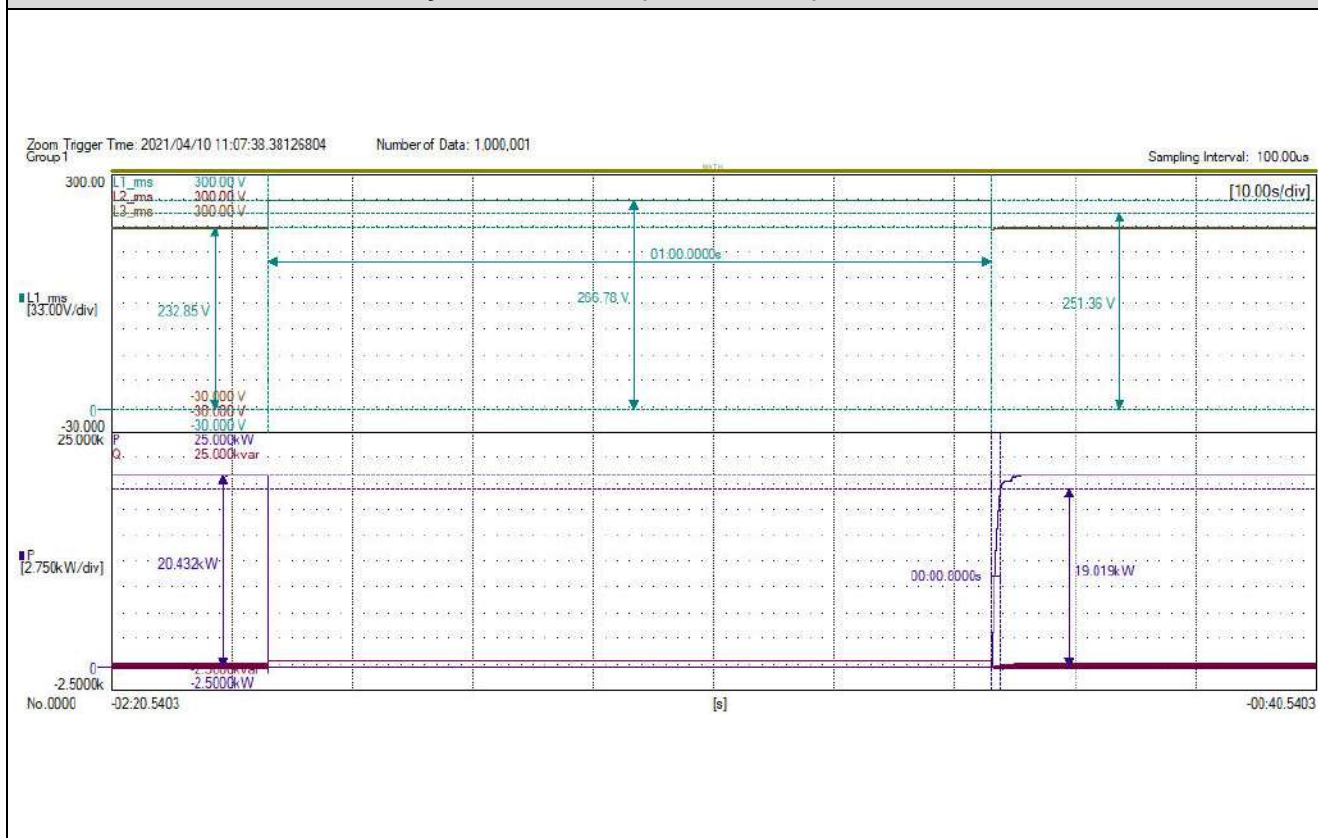 Zoom Trigger Time: 2021/04/10 11:07:38.38126804 Number of Data: 1,000,001
Group1 Sampling Interval: 100.00us
MATH
300.00 L1_rms 300.00 V [10.00s/div]
L2_rms 300.00 V
L3_rms 300.00 V
01:00.0000s
L1_rms 266.78 V 251.36 V
[33.00V/div] 232.85 V
-30.000 V
0 -30.000 V
-30.000 -30.000 V
25.000k P 25.000kW
Q 25.000kvar
P
[2.750kW/div] 20.432kW 00:00.8000s 19.019kW
0 -2.5000kvar
-2.5000k -2.5000kW
No.0000 -02:20.5403 [s] -00:40.5403